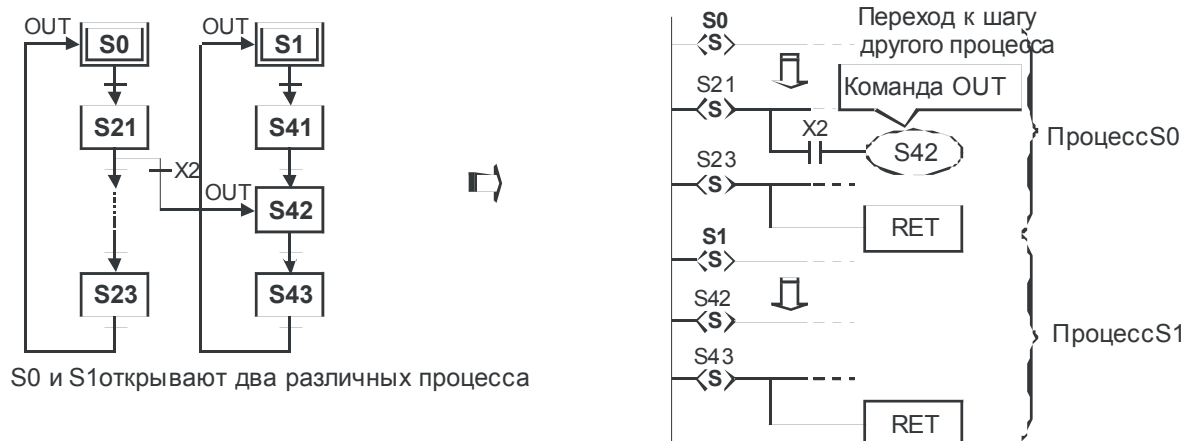 OUT
S0
S21
X2
OUT
S23
OUT
S1
S41
S42
S43
S0 и S1открывают два различных процесса
S0
S
Переход к шагу
другого процесса
S21
S
Команда OUT
X2
S42
S23
S
RET
ПроцессS0
S1
S
S42
S
S43
S
RET
ПроцессS1